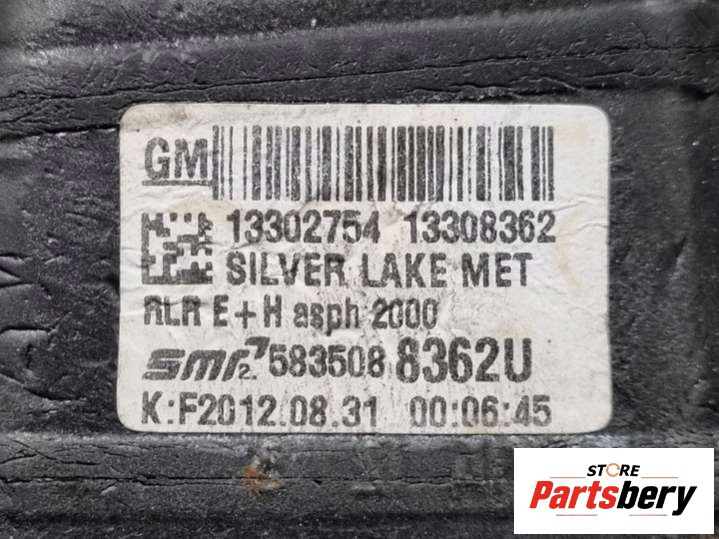 GM
13302754 13308362
SILVER LAKE MET
RLR E+H asph 2000
smr2 583508 8362U
K:F2012.08.31 00:06:45
STORE
Partsbery